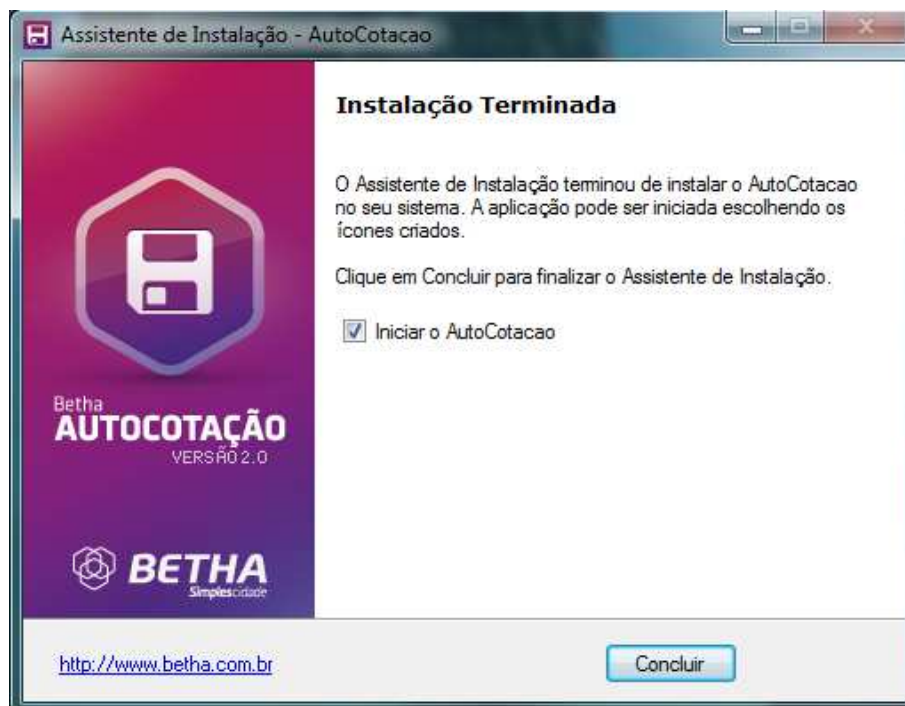 Assistente de Instalação - AutoCotacao
Instalação Terminada
O Assistente de Instalação terminou de instalar o AutoCotacao
no seu sistema. A aplicação pode ser iniciada escolhendo os
ícones criados.
Clique em Concluir para finalizar o Assistente de Instalação.
Iniciar o AutoCotacao
Betha
AUTOCOTAÇÃO
VERSÃO 2.0
BETHA
Simplescidade
http://www.betha.com.br
Concluir